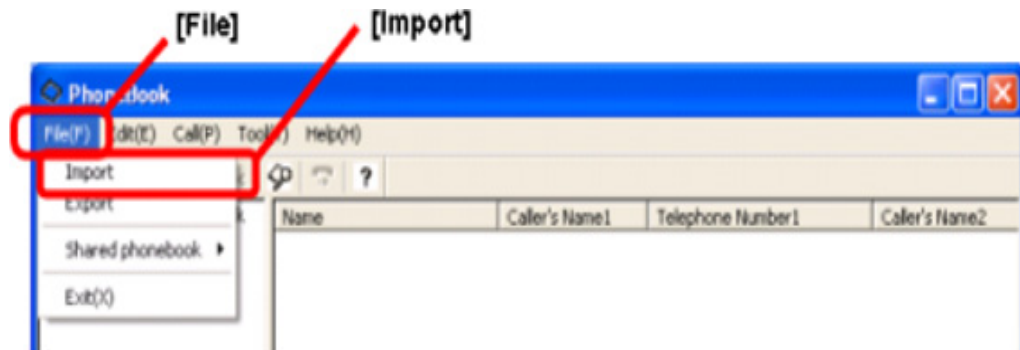 [File] [Import]
Phonebook
File(F) Edit(E) Call(P) Tool(T) Help(H)
Import
?
Export
Name Caller's Name1 Telephone Number1 Caller's Name2
Shared phonebook
Exit(X)